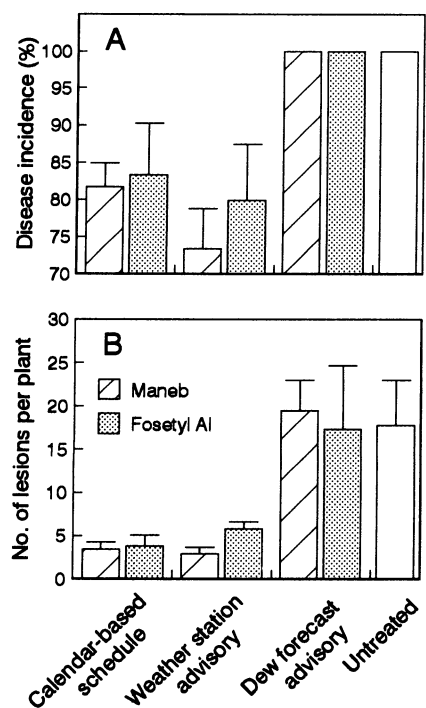 A
Disease incidence (%)
100
95
90
85
80
75
70
B
No. of lesions per plant
30
25
20
15
10
5
0
Maneb
Fosetyl Al
Calendar-based
schedule
Weather station
advisory
Dew forecast
advisory
Untreated